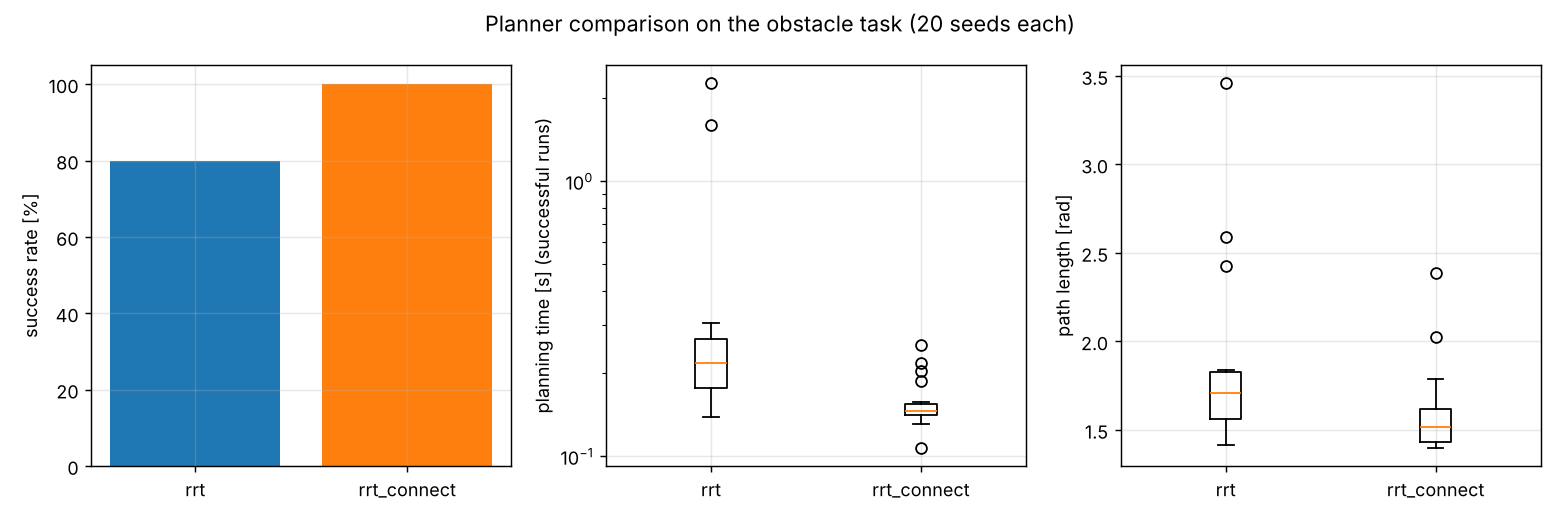 Planner comparison on the obstacle task (20 seeds each)
success rate [%]
100
80
60
40
20
0
rrt
rrt_connect
planning time [s] (successful runs)
10⁰
10⁻¹
rrt
rrt_connect
path length [rad]
3.5
3.0
2.5
2.0
1.5
rrt
rrt_connect